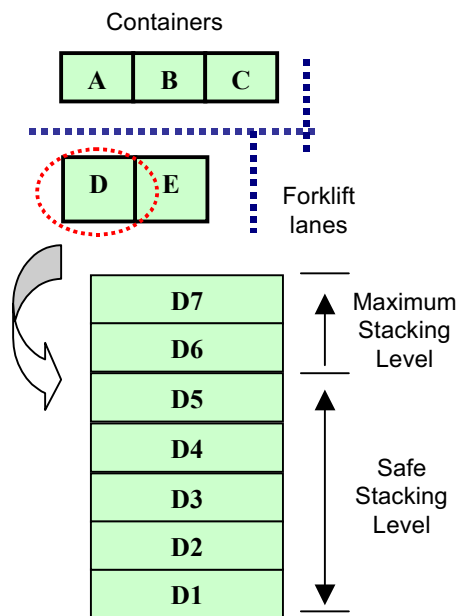 Containers
A B C
D E
Forklift
lanes
D7
D6
D5
D4
D3
D2
D1
Maximum
Stacking
Level
Safe
Stacking
Level